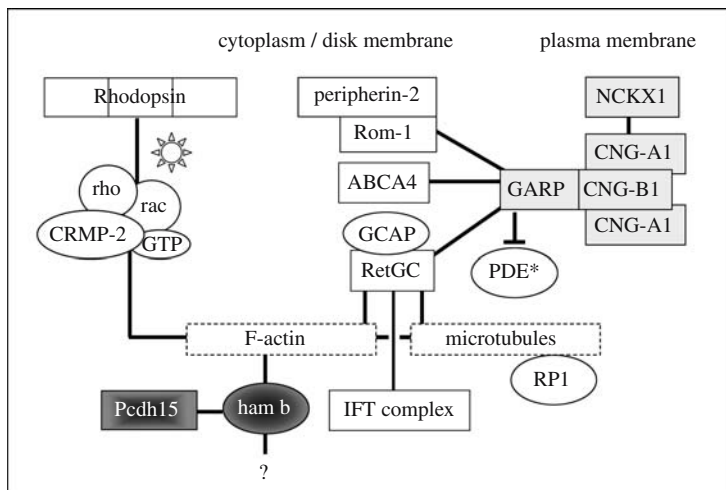 cytoplasm / disk membrane
plasma membrane
Rhodopsin
peripherin-2
NCKX1
Rom-1
CNG-A1
rho
rac
ABCA4
GARP
CNG-B1
CRMP-2
GTP
GCAP
CNG-A1
RetGC
PDE*
F-actin
microtubules
RP1
Pcdh15
ham b
IFT complex
?